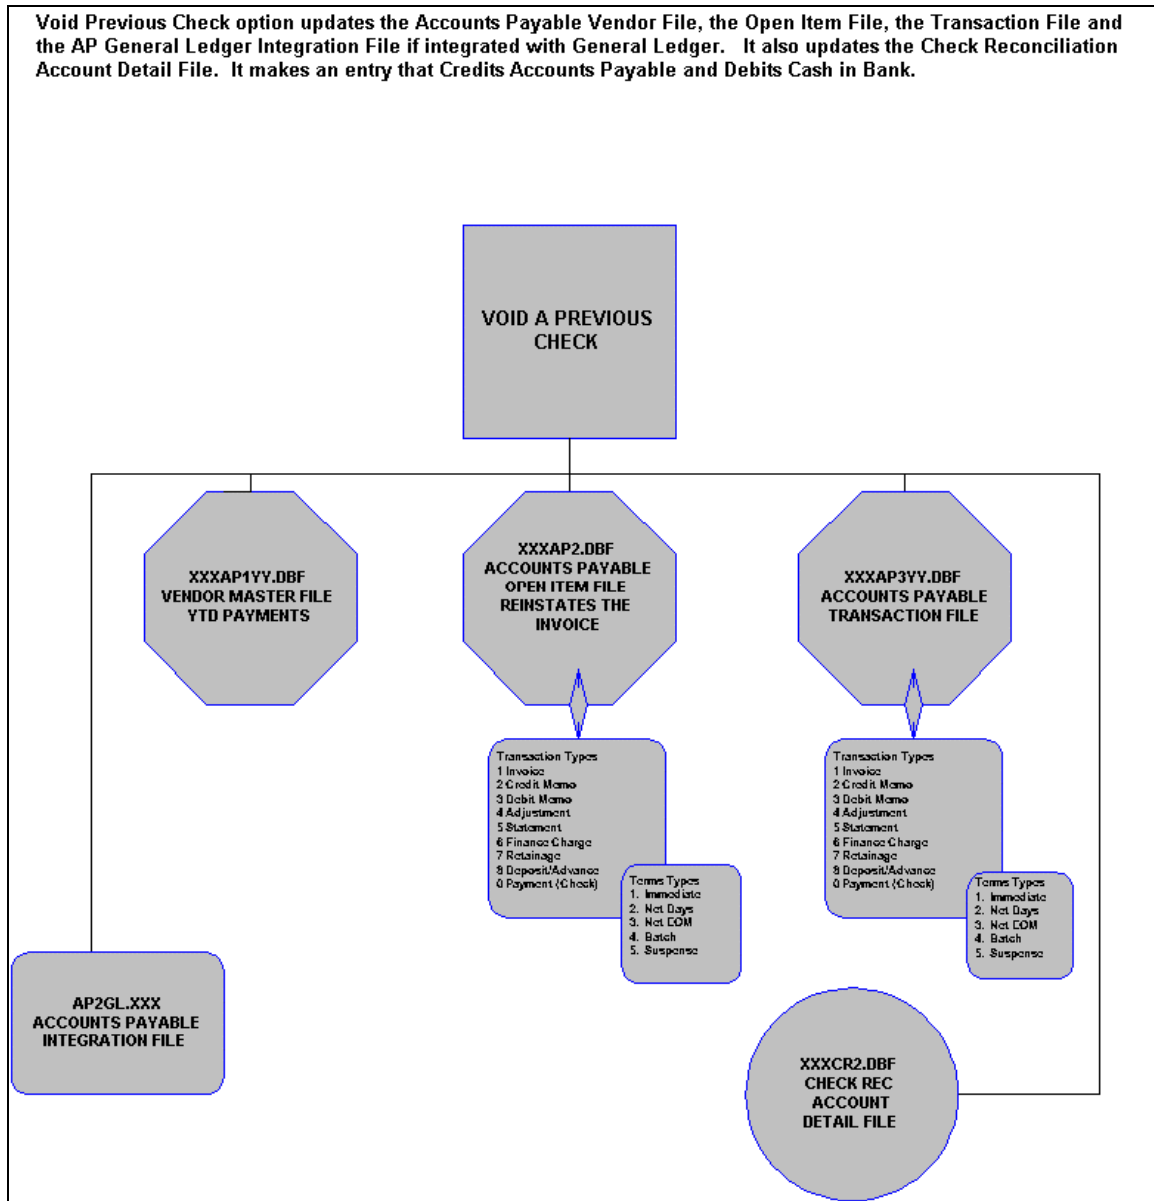 Void Previous Check option updates the Accounts Payable Vendor File, the Open Item File, the Transaction File and
the AP General Ledger Integration File if integrated with General Ledger.   It also updates the Check Reconciliation
Account Detail File.  It makes an entry that Credits Accounts Payable and Debits Cash in Bank.
VOID A PREVIOUS
CHECK
XXXAP1YY.DBF
VENDOR MASTER FILE
YTD PAYMENTS
XXXAP2.DBF
ACCOUNTS PAYABLE
OPEN ITEM FILE
REINSTATES THE
INVOICE
XXXAP3YY.DBF
ACCOUNTS PAYABLE
TRANSACTION FILE
Transaction Types
1 Invoice
2 Credit Memo
3 Debit Memo
4 Adjustment
5 Statement
6 Finance Charge
7 Retainage
8 Deposit/Advance
0 Payment (Check)
Terms Types
1. Immediate
2. Net Days
3. Net EOM
4. Batch
5. Suspense
Transaction Types
1 Invoice
2 Credit Memo
3 Debit Memo
4 Adjustment
5 Statement
6 Finance Charge
7 Retainage
8 Deposit/Advance
0 Payment (Check)
Terms Types
1. Immediate
2. Net Days
3. Net EOM
4. Batch
5. Suspense
AP2GL.XXX
ACCOUNTS PAYABLE
INTEGRATION FILE
XXXCR2.DBF
CHECK REC
ACCOUNT
DETAIL FILE